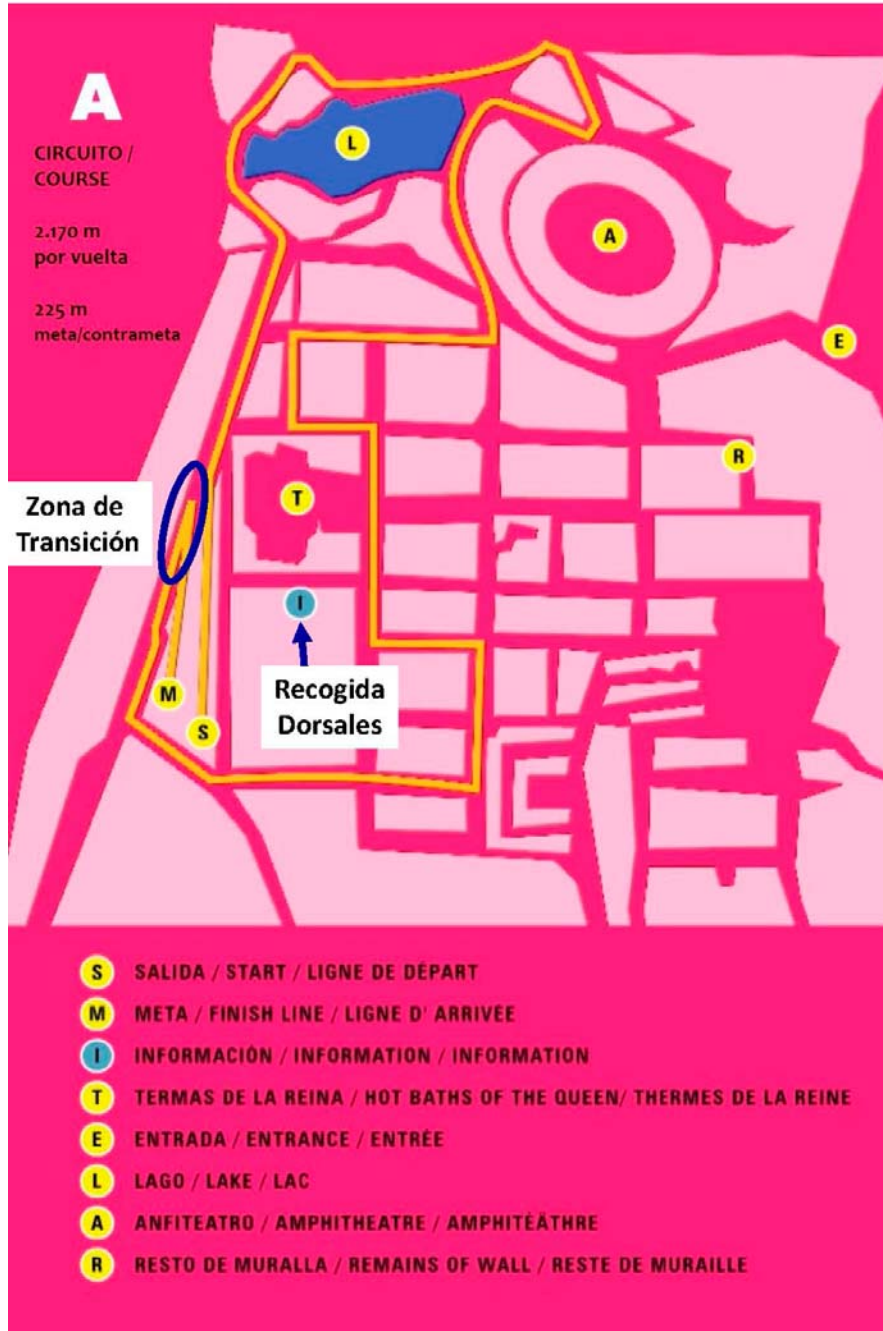 A
CIRCUITO /
COURSE
2.170 m
por vuelta
225 m
meta/contrameta
L
A
E
R
T
Zona de
Transición
I
M
S
Recogida
Dorsales
S SALIDA / START / LIGNE DE DÉPART
M META / FINISH LINE / LIGNE D' ARRIVÉE
I INFORMACIÓN / INFORMATION / INFORMATION
T TERMAS DE LA REINA / HOT BATHS OF THE QUEEN/ THERMES DE LA REINE
E ENTRADA / ENTRANCE / ENTRÉE
L LAGO / LAKE / LAC
A ANFITEATRO / AMPHITHEATRE / AMPHITÉÂTHRE
R RESTO DE MURALLA / REMAINS OF WALL / RESTE DE MURAILLE